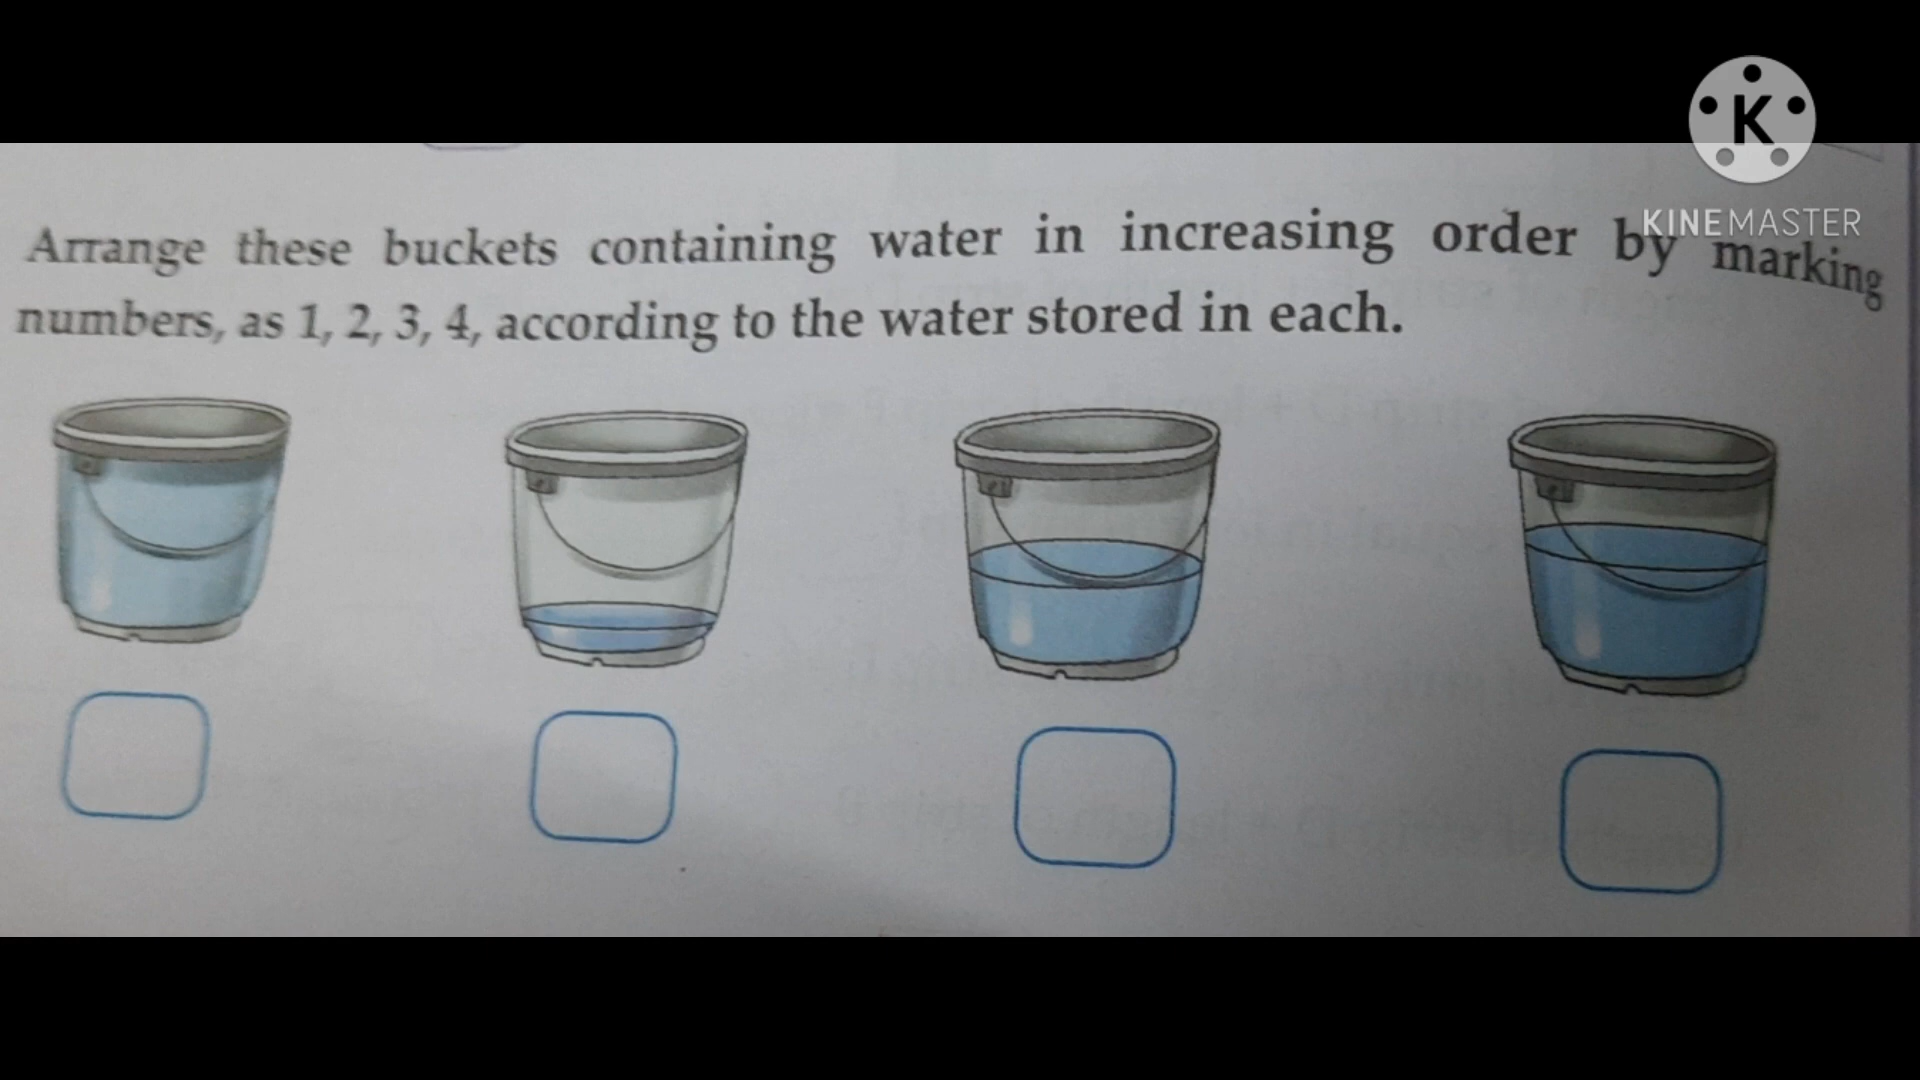 K
KINEMASTER
Arrange these buckets containing water in increasing order by marking
numbers, as 1, 2, 3, 4, according to the water stored in each.